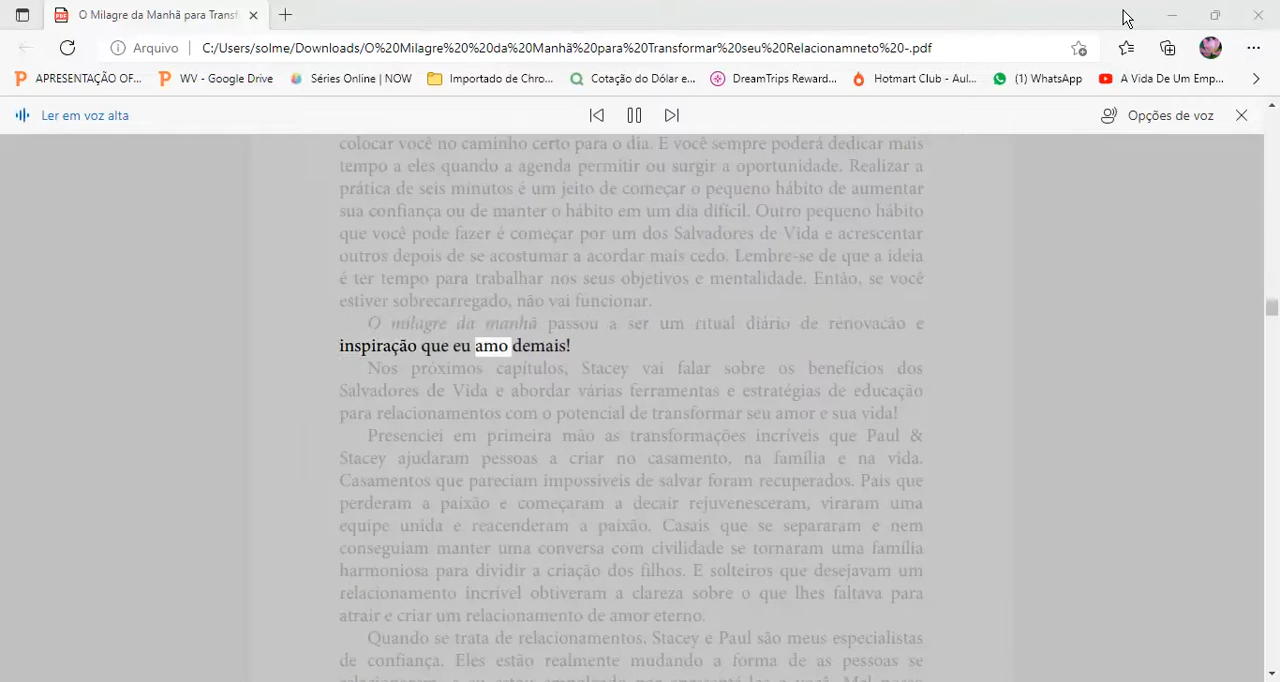 O Milagre da Manhã para Transf
Arquivo
C:/Users/solme/Downloads/O%20Milagre%20%20da%20Manhã%20para%20Transformar%20seu%20Relacionamneto%20-.pdf
APRESENTAÇÃO OF...
WV - Google Drive
Séries Online | NOW
Importado de Chro...
Cotação do Dólar e...
DreamTrips Reward...
Hotmart Club - Aul...
(1) WhatsApp
A Vida De Um Emp...
Ler em voz alta
Opções de voz
colocar você no caminho certo para o dia. E você sempre poderá dedicar mais
tempo a eles quando a agenda permitir ou surgir a oportunidade. Realizar a
prática de seis minutos é um jeito de começar o pequeno hábito de aumentar
sua confiança ou de manter o hábito em um dia difícil. Outro pequeno hábito
que você pode fazer é começar por um dos Salvadores de Vida e acrescentar
outros depois de se acostumar a acordar mais cedo. Lembre-se de que a ideia
é ter tempo para trabalhar nos seus objetivos e mentalidade. Então, se você
estiver sobrecarregado, não vai funcionar.
O milagre da manhã passou a ser um ritual diário de renovação e
inspiração que eu amo demais!
Nos próximos capítulos, Stacey vai falar sobre os benefícios dos
Salvadores de Vida e abordar várias ferramentas e estratégias de educação
para relacionamentos com o potencial de transformar seu amor e sua vida!
Presenciei em primeira mão as transformações incríveis que Paul &
Stacey ajudaram pessoas a criar no casamento, na família e na vida.
Casamentos que pareciam impossíveis de salvar foram recuperados. Pais que
perderam a paixão e começaram a decair rejuvenesceram, viraram uma
equipe unida e reacenderam a paixão. Casais que se separaram e nem
conseguiam manter uma conversa com civilidade se tornaram uma família
harmoniosa para dividir a criação dos filhos. E solteiros que desejavam um
relacionamento incrível obtiveram a clareza sobre o que lhes faltava para
atrair e criar um relacionamento de amor eterno.
Quando se trata de relacionamentos, Stacey e Paul são meus especialistas
de confiança. Eles estão realmente mudando a forma de as pessoas se